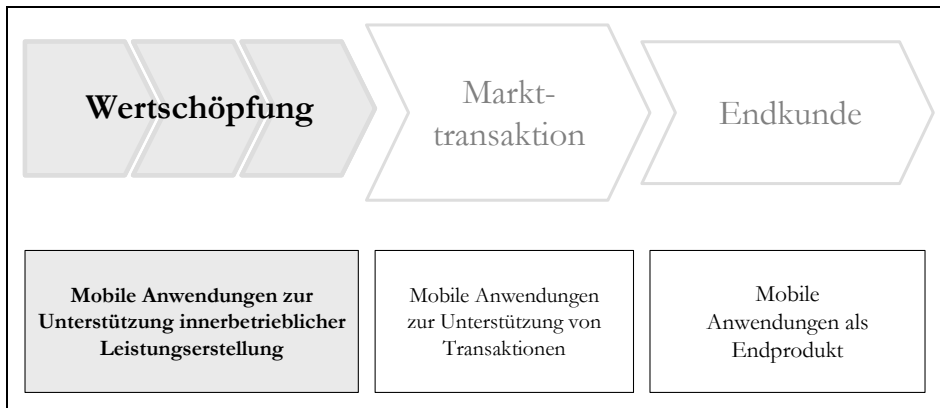 Wertschöpfung
Markt-
transaktion
Endkunde
Mobile Anwendungen zur
Unterstützung innerbetrieblicher
Leistungserstellung
Mobile Anwendungen
zur Unterstützung von
Transaktionen
Mobile
Anwendungen als
Endprodukt